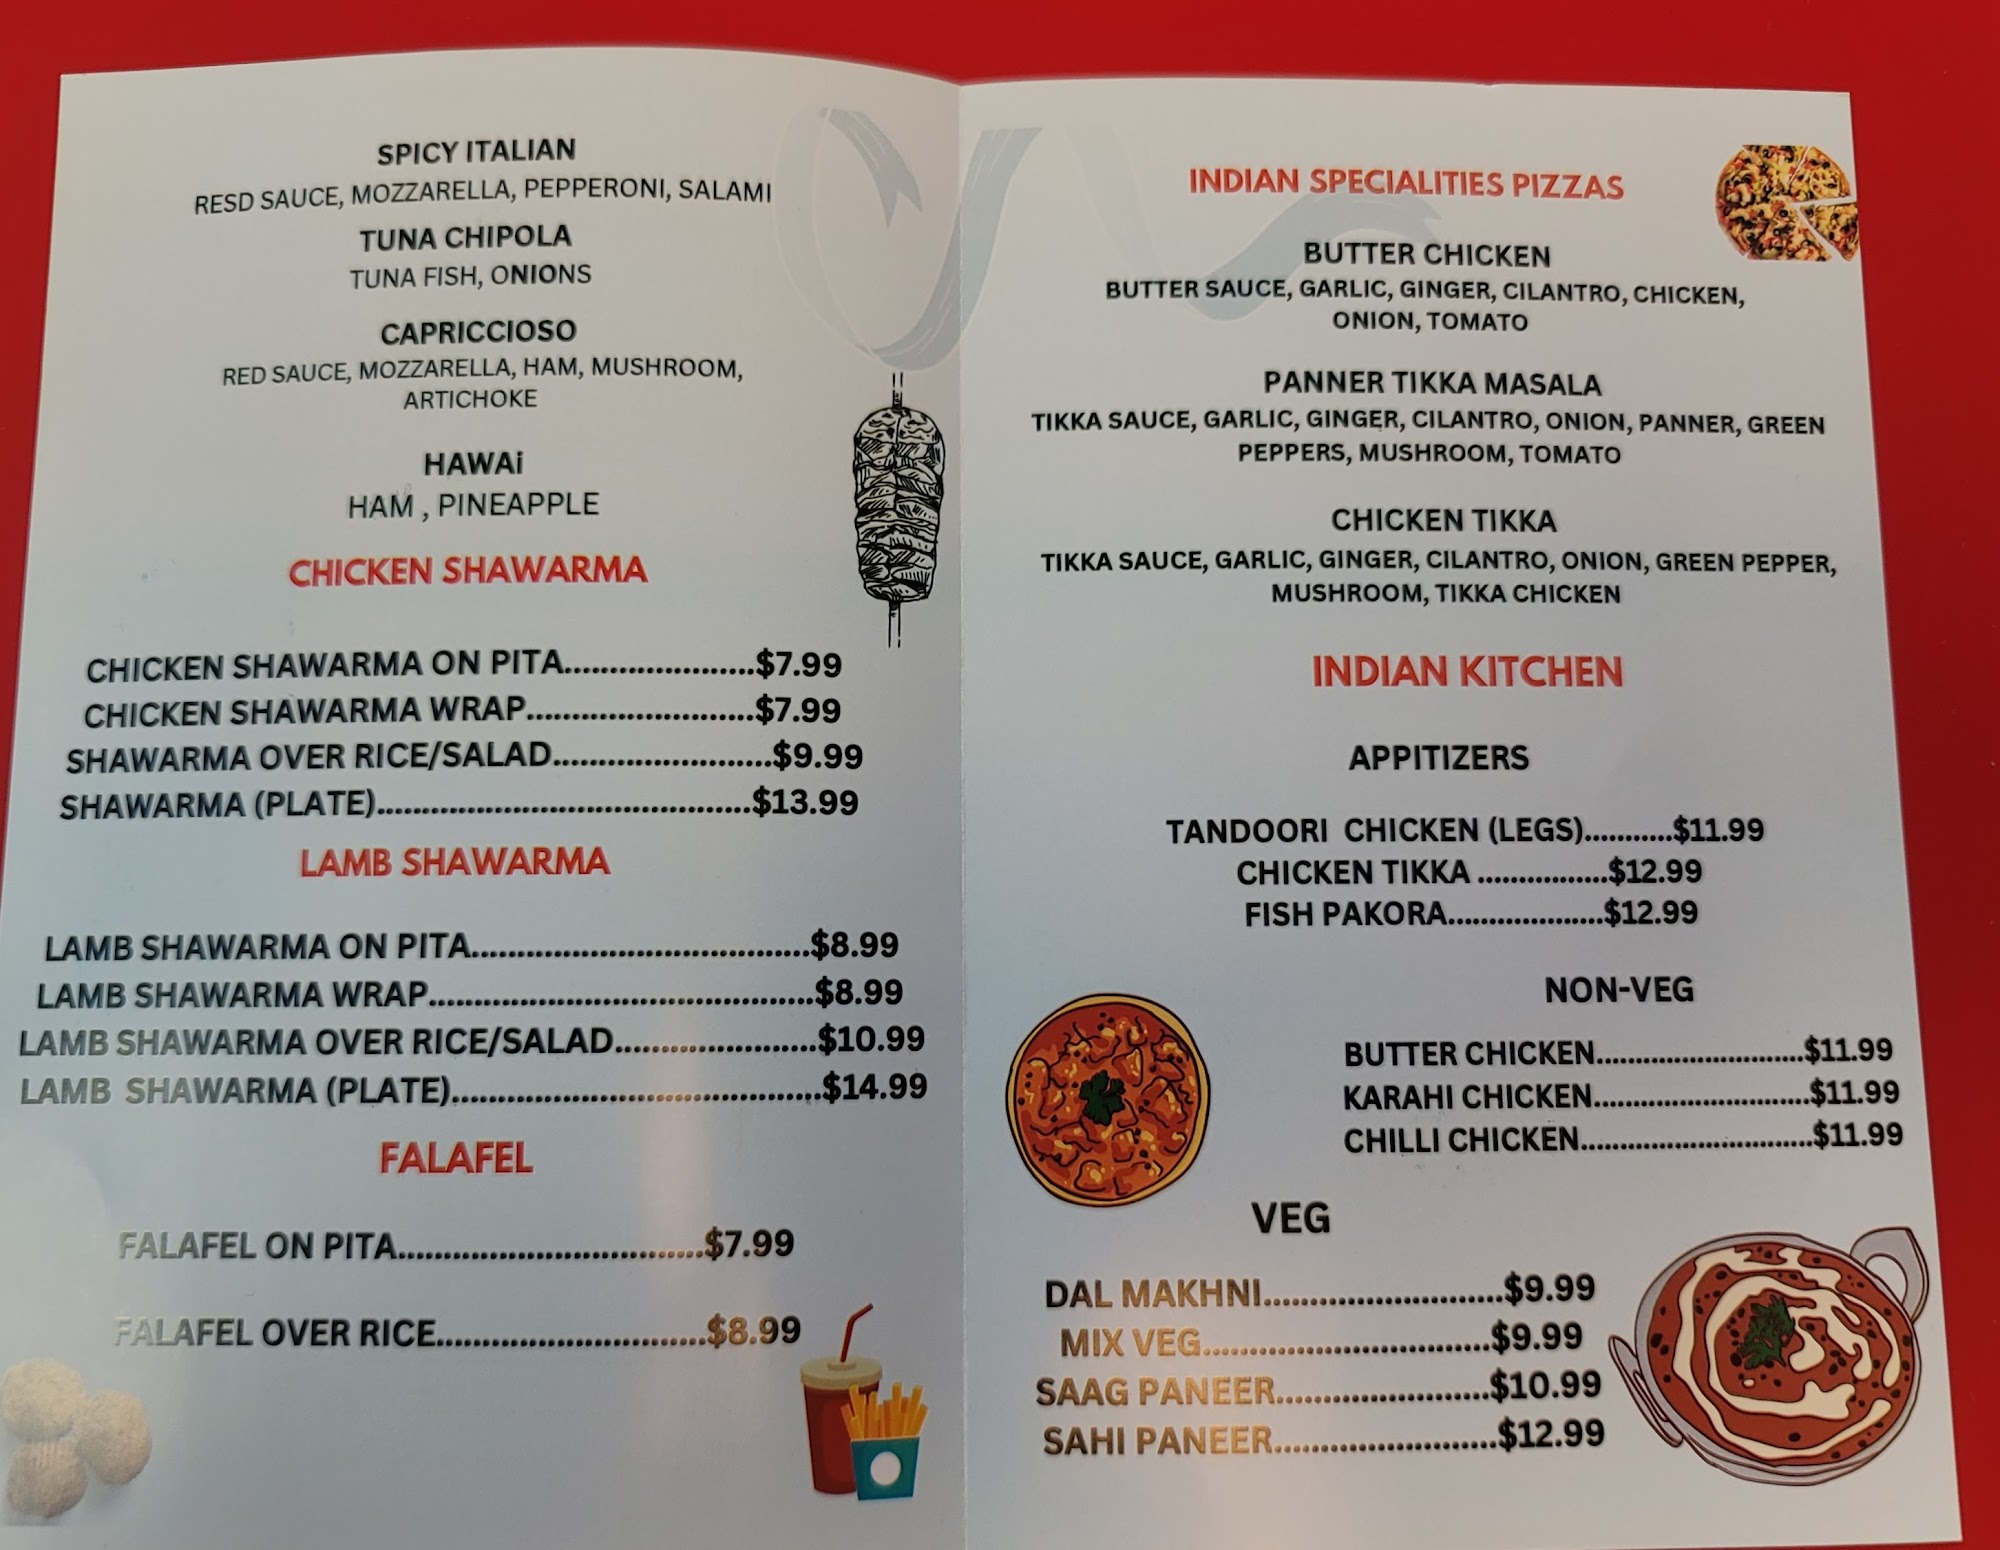 SPICY ITALIAN
RESD SAUCE, MOZZARELLA, PEPPERONI, SALAMI
TUNA CHIPOLA
TUNA FISH, ONIONS
CAPRICCIOSO
RED SAUCE, MOZZARELLA, HAM, MUSHROOM,
ARTICHOKE
HAWAi
HAM , PINEAPPLE
CHICKEN SHAWARMA
CHICKEN SHAWARMA ON PITA......................$7.99
CHICKEN SHAWARMA WRAP..........................$7.99
SHAWARMA OVER RICE/SALAD.........................$9.99
SHAWARMA (PLATE)..........................................$13.99
LAMB SHAWARMA
LAMB SHAWARMA ON PITA.......................................$8.99
LAMB SHAWARMA WRAP............................................$8.99
LAMB SHAWARMA OVER RICE/SALAD.......................$10.99
LAMB SHAWARMA (PLATE)..........................................$14.99
FALAFEL
FALAFEL ON PITA...................................$7.99
FALAFEL OVER RICE...............................$8.99
INDIAN SPECIALITIES PIZZAS
BUTTER CHICKEN
BUTTER SAUCE, GARLIC, GINGER, CILANTRO, CHICKEN,
ONION, TOMATO
PANNER TIKKA MASALA
TIKKA SAUCE, GARLIC, GINGER, CILANTRO, ONION, PANNER, GREEN
PEPPERS, MUSHROOM, TOMATO
CHICKEN TIKKA
TIKKA SAUCE, GARLIC, GINGER, CILANTRO, ONION, GREEN PEPPER,
MUSHROOM, TIKKA CHICKEN
INDIAN KITCHEN
APPITIZERS
TANDOORI CHICKEN (LEGS)...........$11.99
CHICKEN TIKKA ................$12.99
FISH PAKORA...................$12.99
NON-VEG
BUTTER CHICKEN..........................$11.99
KARAHI CHICKEN...........................$11.99
CHILLI CHICKEN.............................$11.99
VEG
DAL MAKHNI............................$9.99
MIX VEG..................................$9.99
SAAG PANEER.........................$10.99
SAHI PANEER..........................$12.99